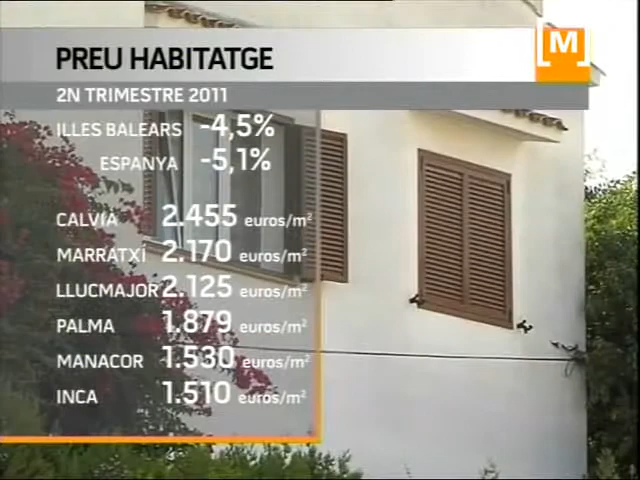 PREU HABITATGE
[M]
2N TRIMESTRE 2011
ILLES BALEARS -4,5%
ESPANYA -5,1%
CALVIÀ 2.455 euros/m²
MARRATXÍ 2.170 euros/m²
LLUCMAJOR 2.125 euros/m²
PALMA 1.879 euros/m²
MANACOR 1.530 euros/m²
INCA 1.510 euros/m²